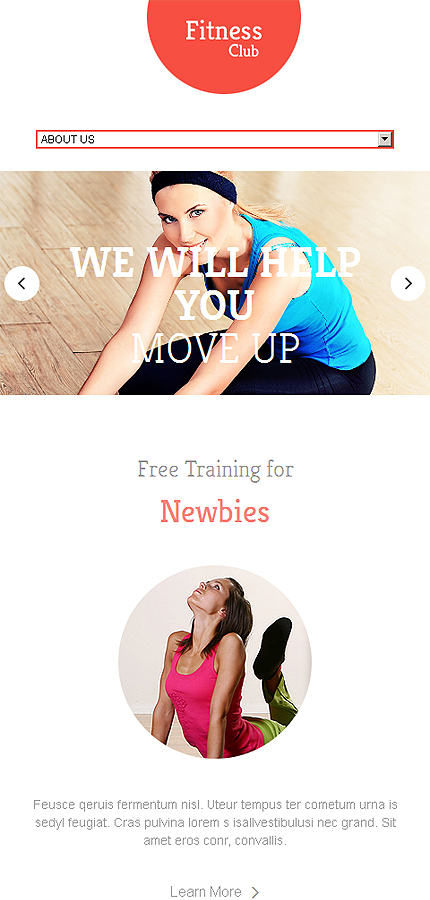 Fitness
Club
ABOUT US
WE WILL HELP
YOU
MOVE UP
Free Training for
Newbies
Feusce qeruis fermentum nisl. Uteur tempus ter cometum urna is
sedyl feugiat. Cras pulvina lorem s isallvestibulusi nec grand. Sit
amet eros conr, convallis.
Learn More